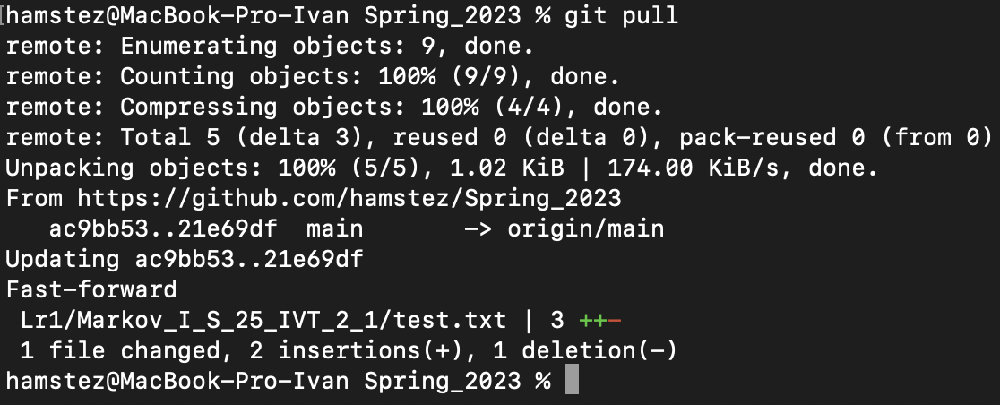 [hamstez@MacBook-Pro-Ivan Spring_2023 % git pull
remote: Enumerating objects: 9, done.
remote: Counting objects: 100% (9/9), done.
remote: Compressing objects: 100% (4/4), done.
remote: Total 5 (delta 3), reused 0 (delta 0), pack-reused 0 (from 0)
Unpacking objects: 100% (5/5), 1.02 KiB | 174.00 KiB/s, done.
From https://github.com/hamstez/Spring_2023
   ac9bb53..21e69df  main       -> origin/main
Updating ac9bb53..21e69df
Fast-forward
 Lr1/Markov_I_S_25_IVT_2_1/test.txt | 3 ++-
 1 file changed, 2 insertions(+), 1 deletion(-)
hamstez@MacBook-Pro-Ivan Spring_2023 %